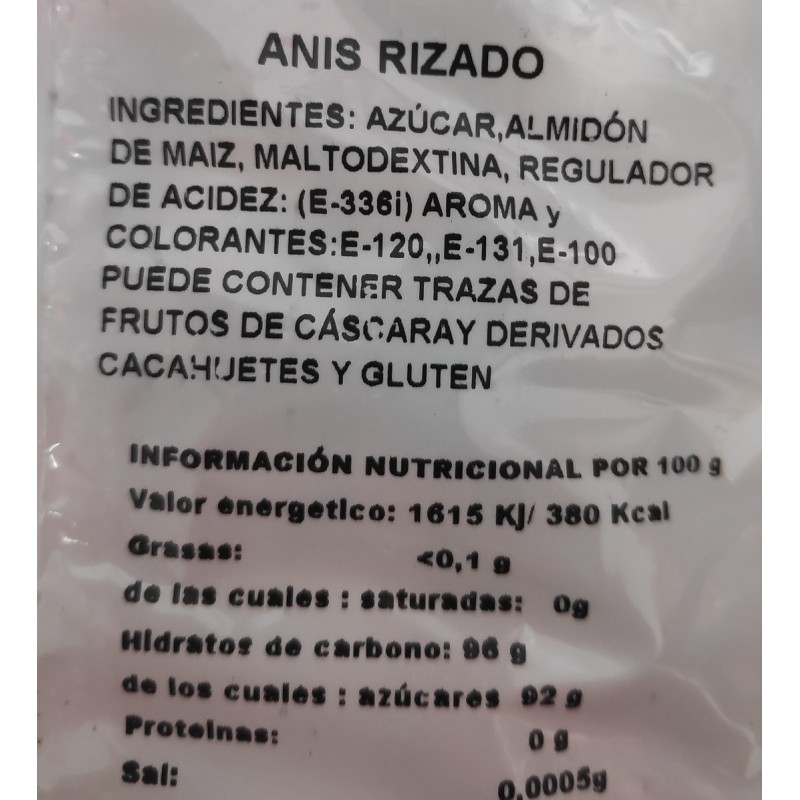 ANIS RIZADO
INGREDIENTES: AZÚCAR,ALMIDÓN
DE MAIZ, MALTODEXTINA, REGULADOR
DE ACIDEZ: (E-336i) AROMA y
COLORANTES:E-120,,E-131,E-100
PUEDE CONTENER TRAZAS DE
FRUTOS DE CÁSCARAY DERIVADOS
CACAHUETES Y GLUTEN
INFORMACIÓN NUTRICIONAL POR 100 g
Valor energetico: 1615 KJ/ 380 Kcal
Grasas: <0,1 g
de las cuales : saturadas: 0g
Hidratos de carbono: 96 g
de los cuales : azúcares 92 g
Proteinas: 0 g
Sal: 0,0005g